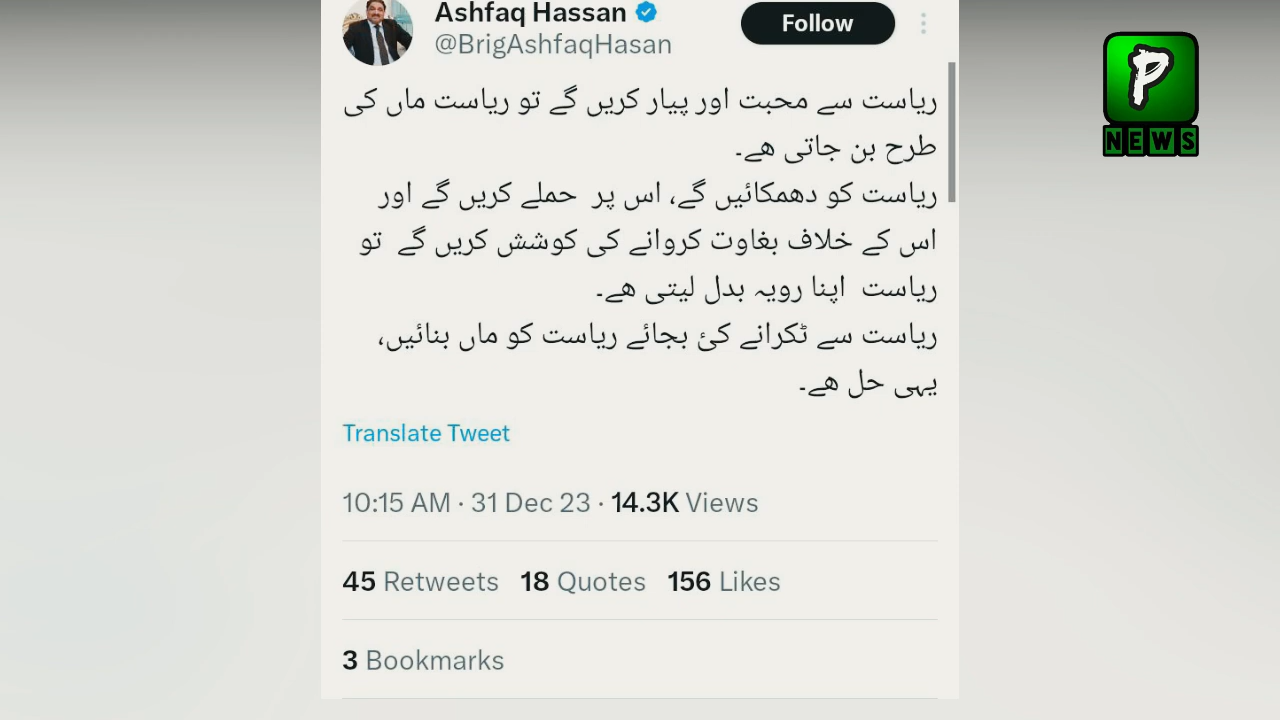 Ashfaq Hassan
@BrigAshfaqHasan
Follow
P
NEWS
ریاست سے محبت اور پیار کریں گے تو ریاست ماں کی
طرح بن جاتی ھے۔
ریاست کو دھمکائیں گے، اس پر حملے کریں گے اور
اس کے خلاف بغاوت کروانے کی کوشش کریں گے تو
ریاست اپنا رویہ بدل لیتی ھے۔
ریاست سے ٹکرانے کئ بجائے ریاست کو ماں بنائیں،
یہی حل ھے۔
Translate Tweet
10:15 AM · 31 Dec 23 · 14.3K Views
45 Retweets 18 Quotes 156 Likes
3 Bookmarks